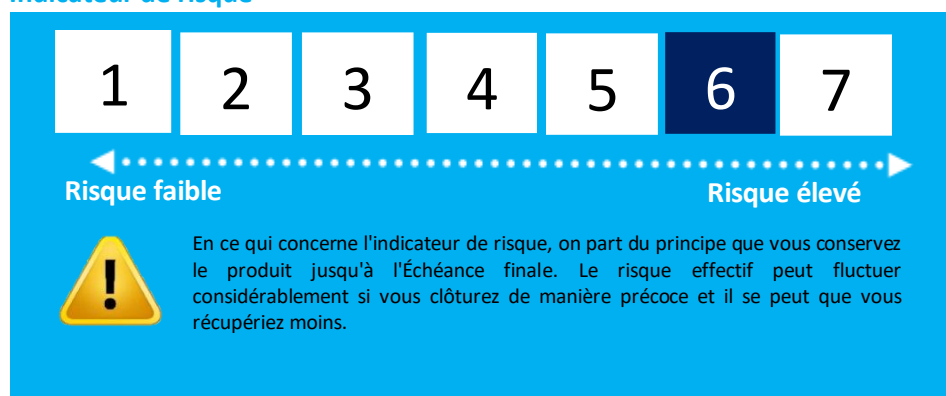 Indicateur de risque
1 2 3 4 5 6 7
Risque faible Risque élevé
En ce qui concerne l'indicateur de risque, on part du principe que vous conservez
le produit jusqu'à l'Échéance finale. Le risque effectif peut fluctuer
considérablement si vous clôturez de manière précoce et il se peut que vous
récupériez moins.